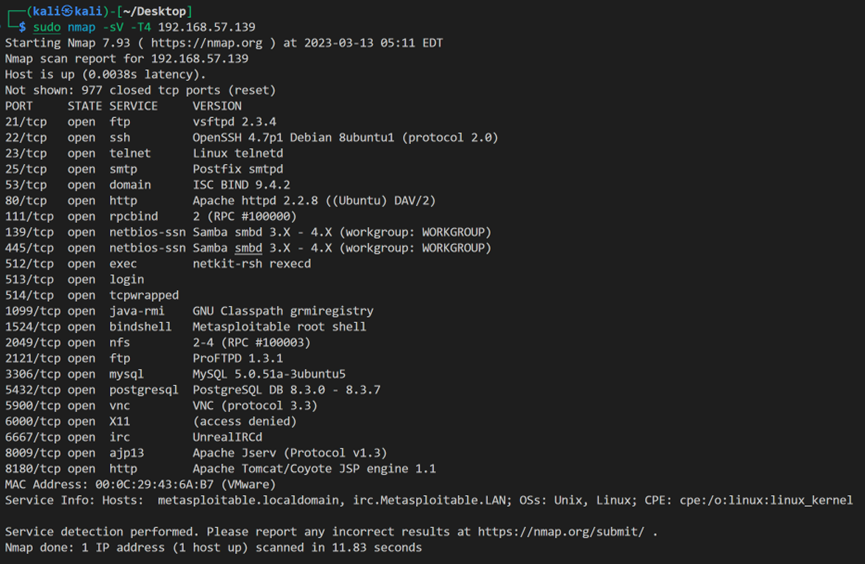 ┌──(kali㉿kali)-[~/Desktop]
└─$ sudo nmap -sV -T4 192.168.57.139
Starting Nmap 7.93 ( https://nmap.org ) at 2023-03-13 05:11 EDT
Nmap scan report for 192.168.57.139
Host is up (0.0038s latency).
Not shown: 977 closed tcp ports (reset)
PORT     STATE SERVICE     VERSION
21/tcp   open  ftp         vsftpd 2.3.4
22/tcp   open  ssh         OpenSSH 4.7p1 Debian 8ubuntu1 (protocol 2.0)
23/tcp   open  telnet      Linux telnetd
25/tcp   open  smtp        Postfix smtpd
53/tcp   open  domain      ISC BIND 9.4.2
80/tcp   open  http        Apache httpd 2.2.8 ((Ubuntu) DAV/2)
111/tcp  open  rpcbind     2 (RPC #100000)
139/tcp  open  netbios-ssn Samba smbd 3.X - 4.X (workgroup: WORKGROUP)
445/tcp  open  netbios-ssn Samba smbd 3.X - 4.X (workgroup: WORKGROUP)
512/tcp  open  exec        netkit-rsh rexecd
513/tcp  open  login
514/tcp  open  tcpwrapped
1099/tcp open  java-rmi    GNU Classpath grmiregistry
1524/tcp open  bindshell   Metasploitable root shell
2049/tcp open  nfs         2-4 (RPC #100003)
2121/tcp open  ftp         ProFTPD 1.3.1
3306/tcp open  mysql       MySQL 5.0.51a-3ubuntu5
5432/tcp open  postgresql  PostgreSQL DB 8.3.0 - 8.3.7
5900/tcp open  vnc         VNC (protocol 3.3)
6000/tcp open  X11         (access denied)
6667/tcp open  irc         UnrealIRCd
8009/tcp open  ajp13       Apache Jserv (Protocol v1.3)
8180/tcp open  http        Apache Tomcat/Coyote JSP engine 1.1
MAC Address: 00:0C:29:43:6A:B7 (VMware)
Service Info: Hosts:  metasploitable.localdomain, irc.Metasploitable.LAN; OSs: Unix, Linux; CPE: cpe:/o:linux:linux_kernel

Service detection performed. Please report any incorrect results at https://nmap.org/submit/ .
Nmap done: 1 IP address (1 host up) scanned in 11.83 seconds